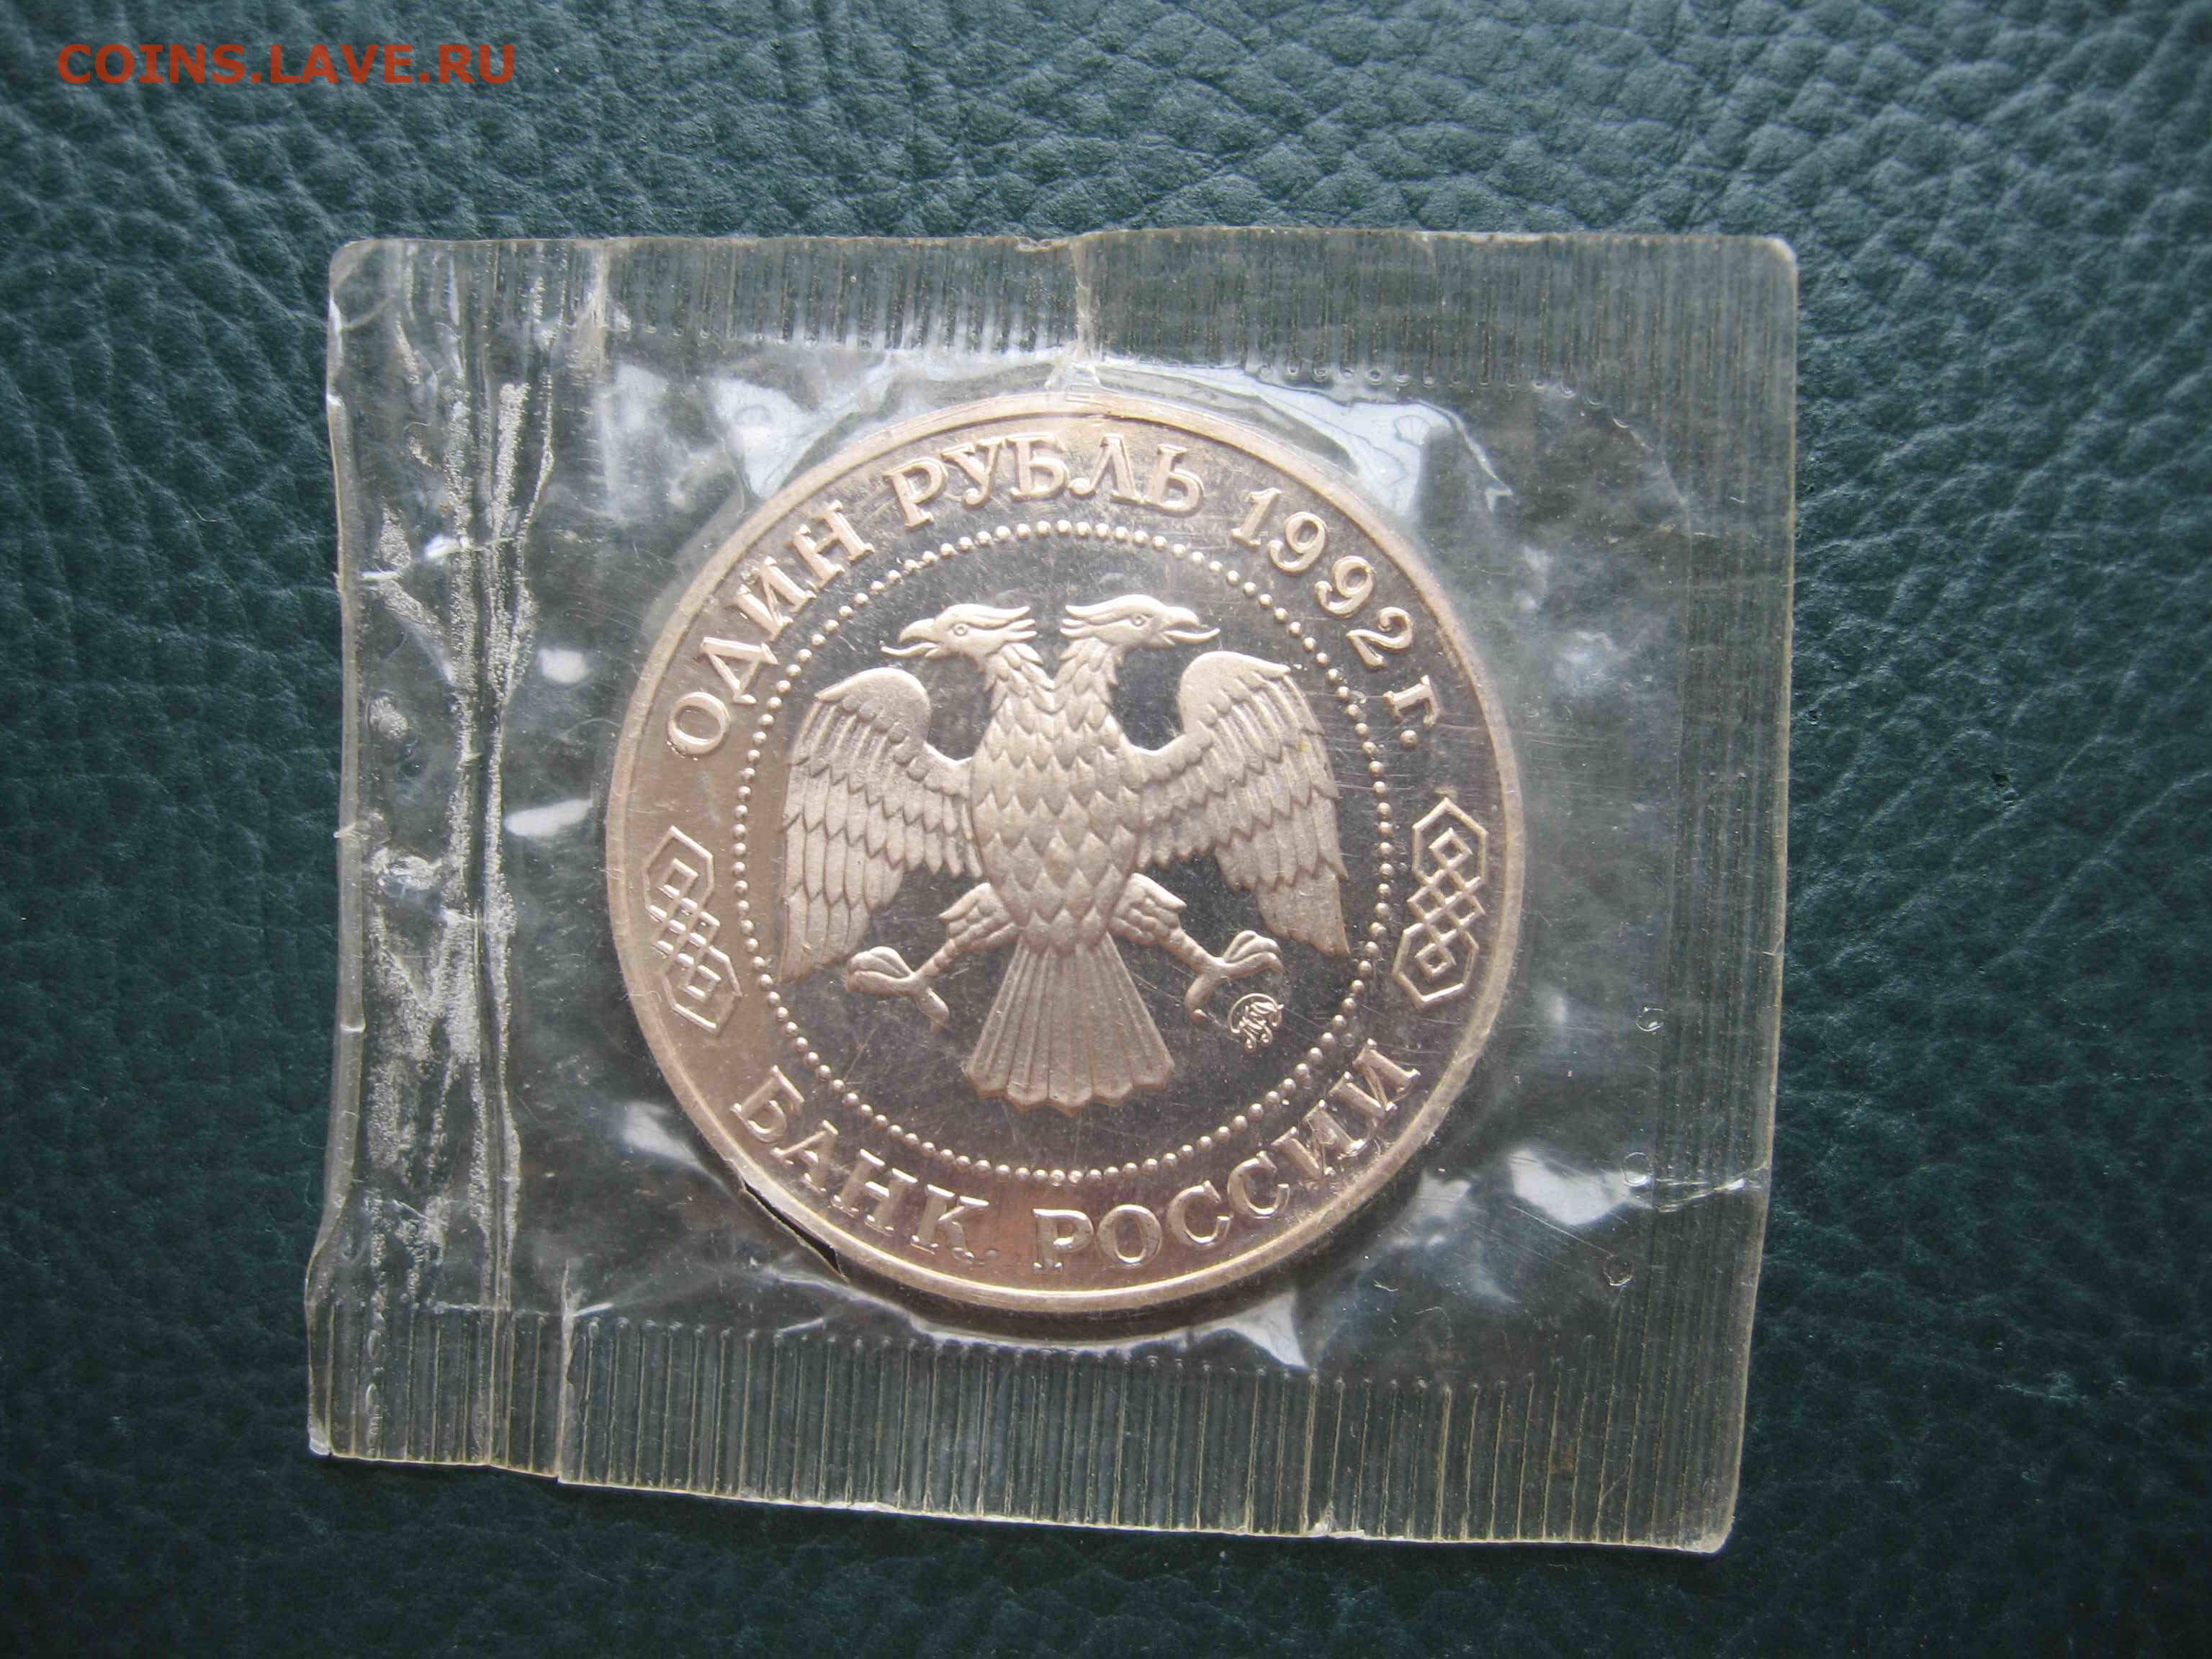 COINS.LAVE.RU
ОДИН РУБЛЬ 1992 г.
БАНК РОССИИ